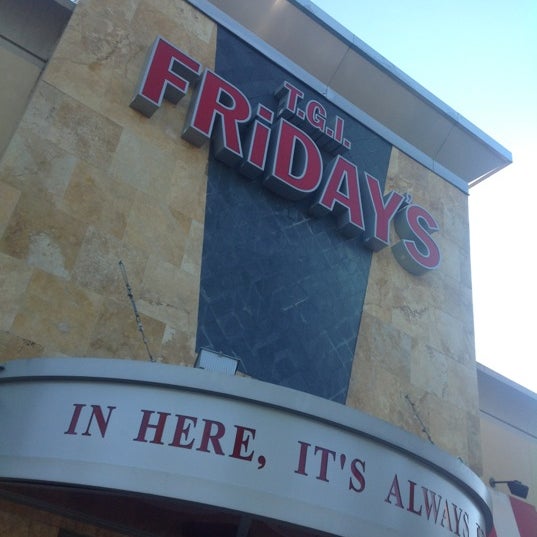 T.G.I.
FRiDAY'S
IN HERE, IT'S ALWAYS